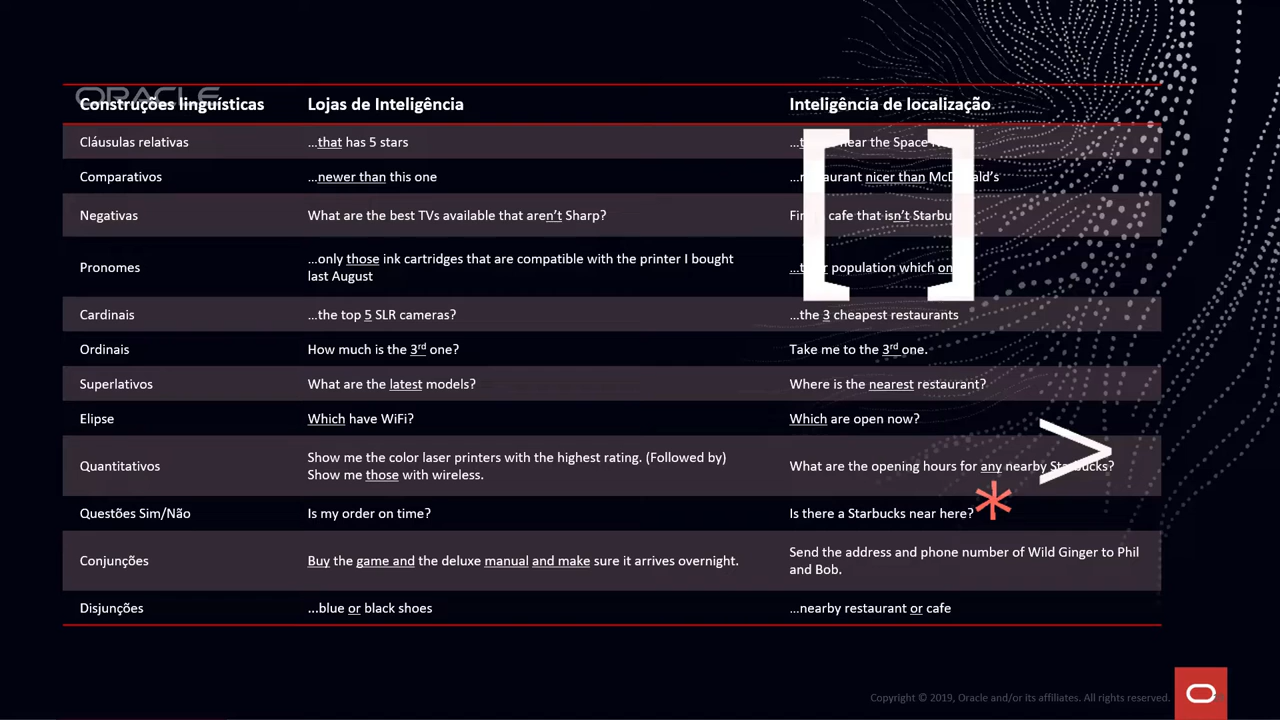 ORACLE
Construções linguísticas Lojas de Inteligência Inteligência de localização
Cláusulas relativas …that has 5 stars … near the Space
Comparativos …newer than this one … nicer than
Negativas What are the best TVs available that aren't Sharp? cafe that isn't
Pronomes …only those ink cartridges that are compatible with the printer I bought
last August
… population which
Cardinais …the top 5 SLR cameras? …the 3 cheapest restaurants
Ordinais How much is the 3rd one? Take me to the 3rd one.
Superlativos What are the latest models? Where is the nearest restaurant?
Elipse Which have WiFi? Which are open now?
Quantitativos Show me the color laser printers with the highest rating. (Followed by)
Show me those with wireless.
What are the opening hours for any nearby Starbucks?
Questões Sim/Não Is my order on time? Is there a Starbucks near here?
*
>
[ ]
Conjunções Buy the game and the deluxe manual and make sure it arrives overnight.
Send the address and phone number of Wild Ginger to Phil
and Bob.
Disjunções …blue or black shoes …nearby restaurant or cafe
Copyright © 2019, Oracle and/or its affiliates. All rights reserved.